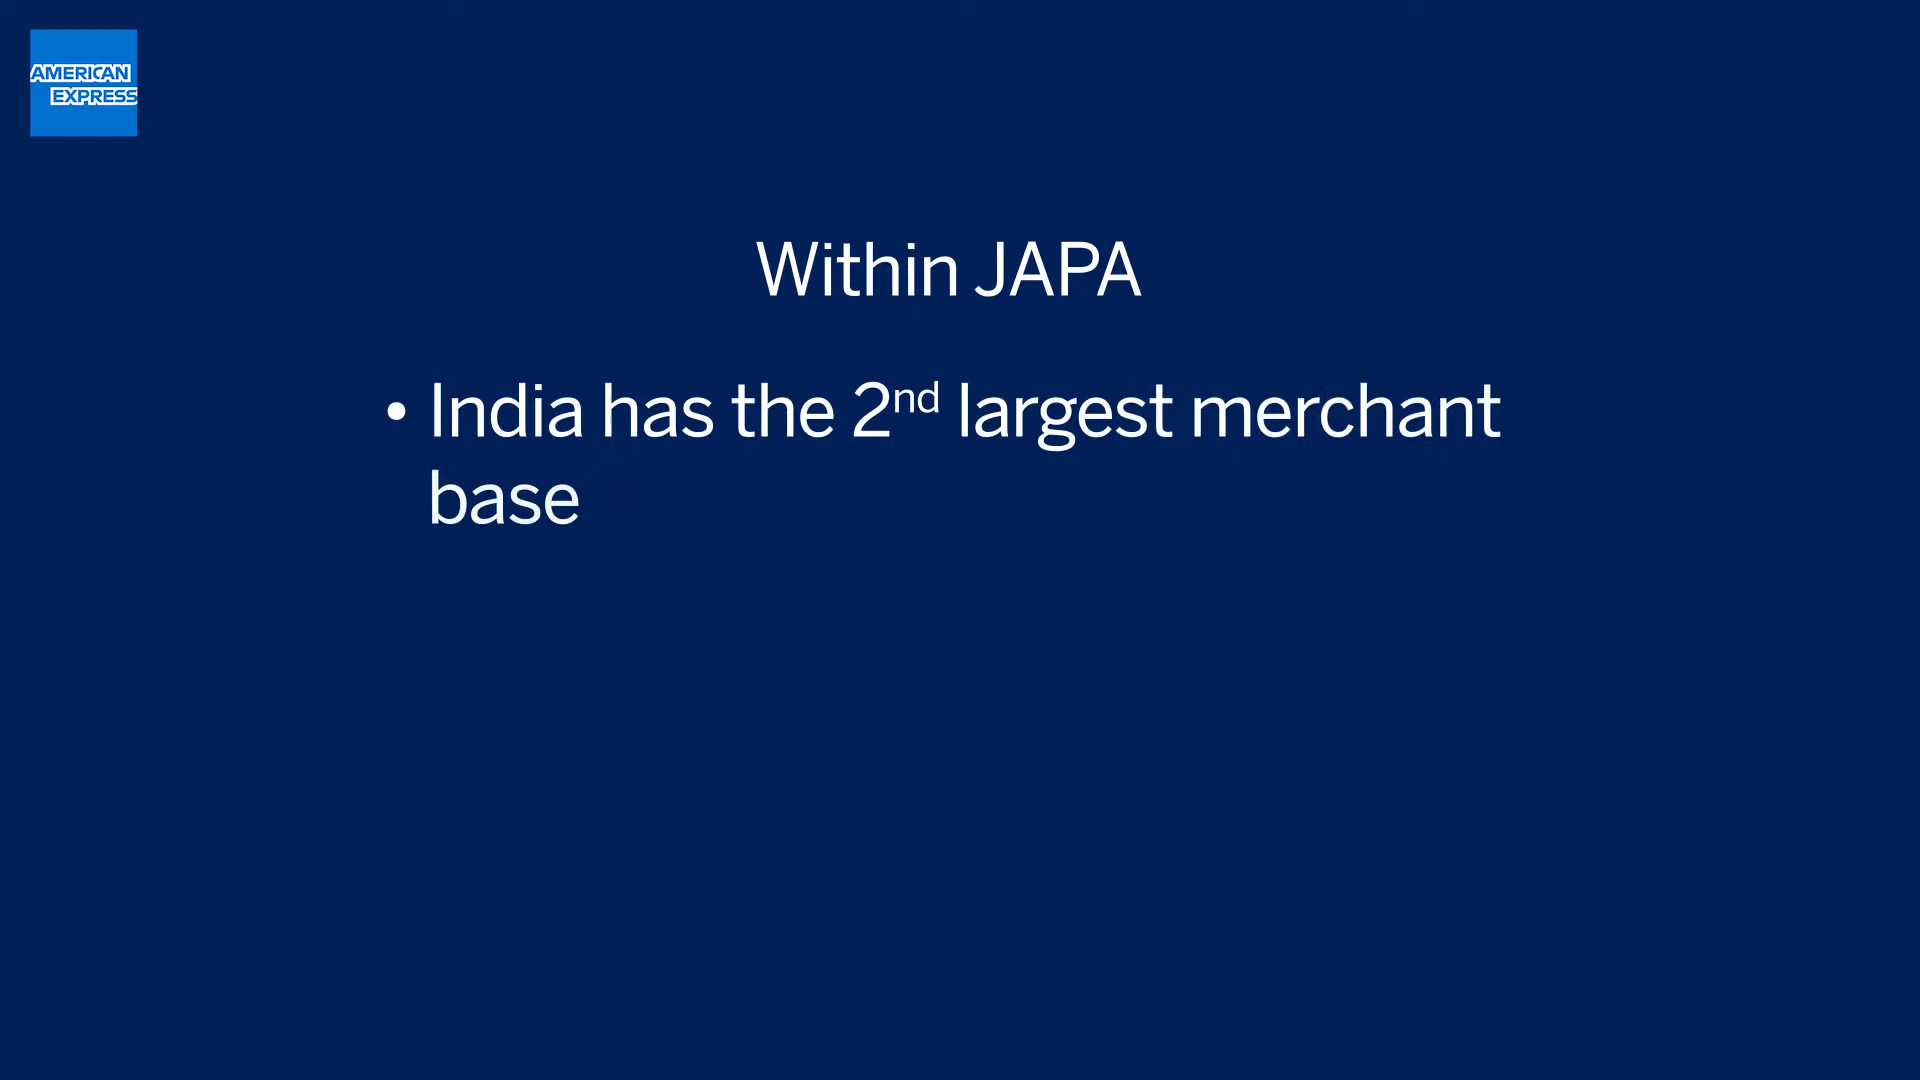 AMERICAN
EXPRESS
Within JAPA
• India has the 2nd largest merchant
base